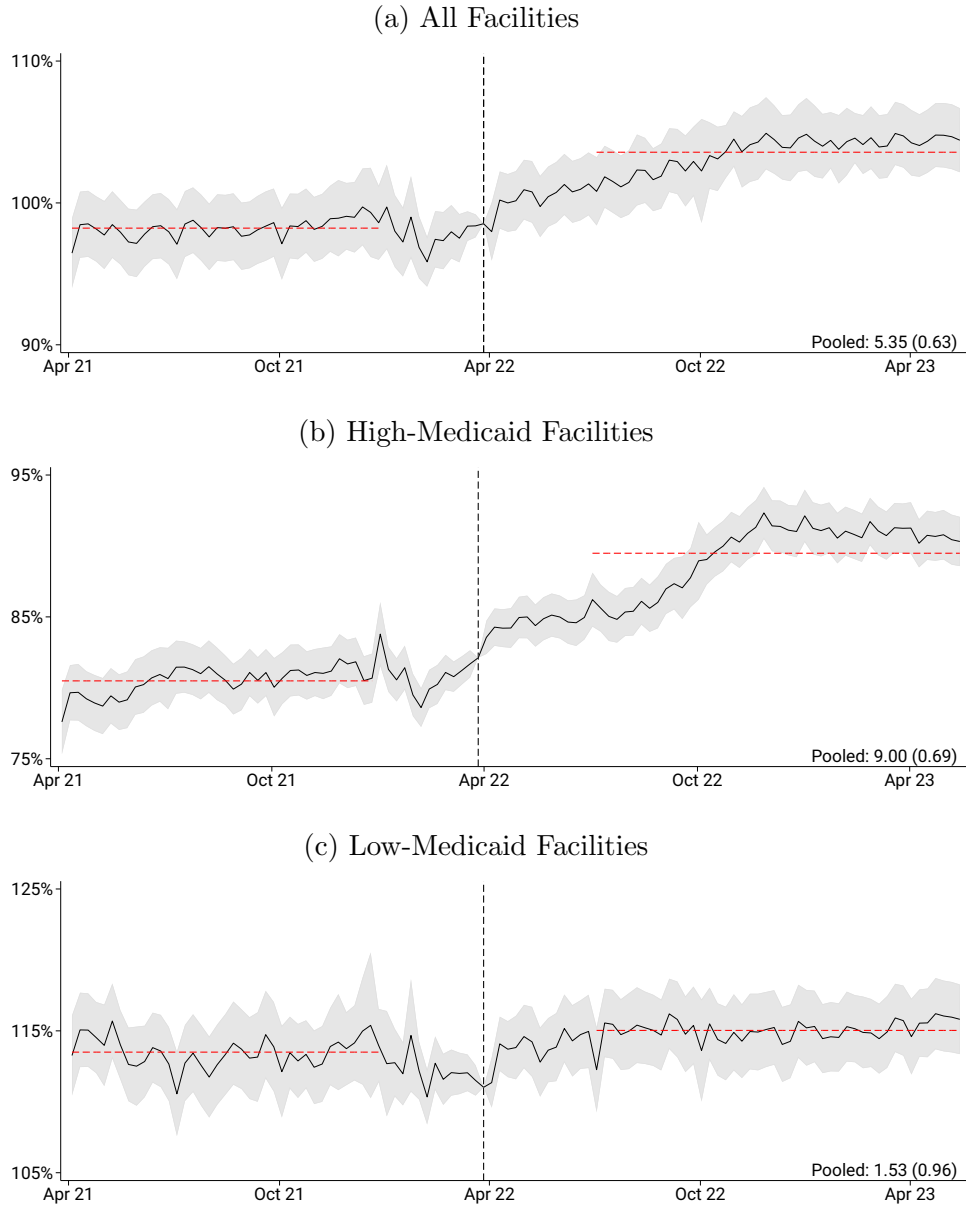 (a) All Facilities
110%
100%
90%
Pooled: 5.35 (0.63)
Apr 21 Oct 21 Apr 22 Oct 22 Apr 23
(b) High-Medicaid Facilities
95%
85%
75%
Pooled: 9.00 (0.69)
Apr 21 Oct 21 Apr 22 Oct 22 Apr 23
(c) Low-Medicaid Facilities
125%
115%
105%
Pooled: 1.53 (0.96)
Apr 21 Oct 21 Apr 22 Oct 22 Apr 23